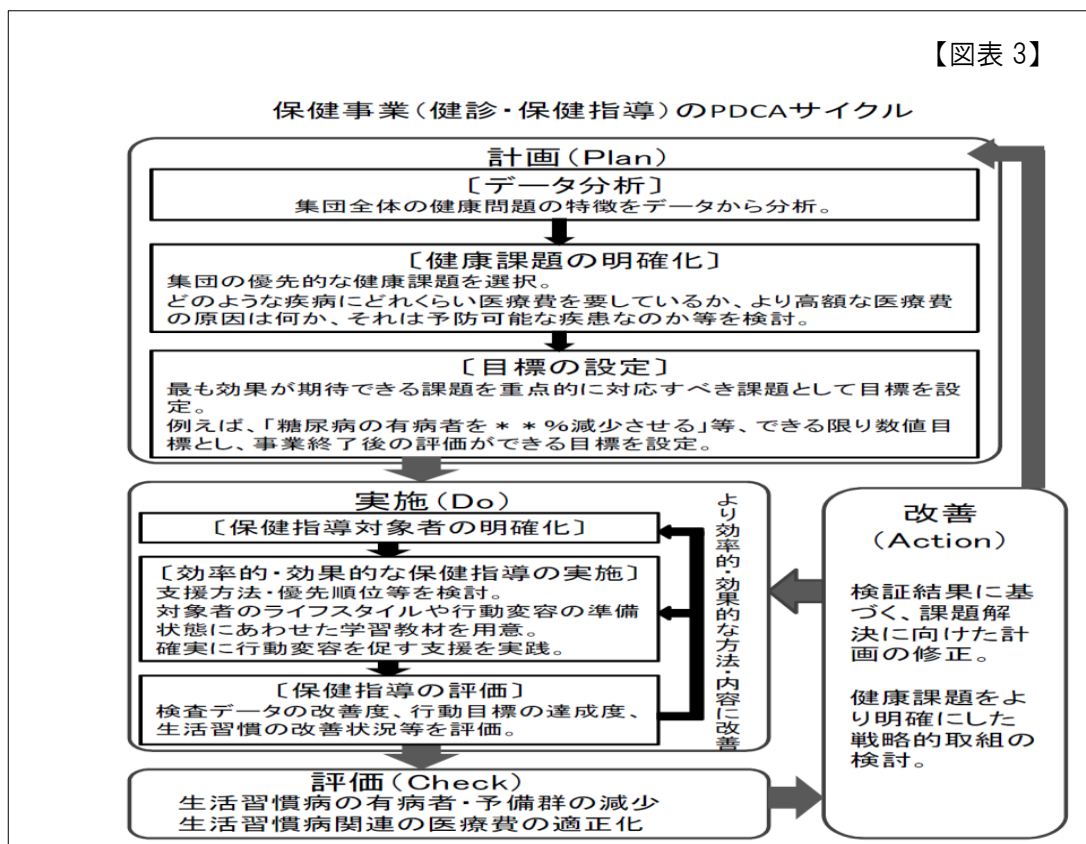 【図表 3】
保健事業(健診・保健指導)のPDCAサイクル
計画(Plan)
[データ分析]
集団全体の健康問題の特徴をデータから分析。
[健康課題の明確化]
集団の優先的な健康課題を選択。
どのような疾病にどれくらい医療費を要しているか、より高額な医療費
の原因は何か、それは予防可能な疾患なのか等を検討。
[目標の設定]
最も効果が期待できる課題を重点的に対応すべき課題として目標を設
定。
例えば、「糖尿病の有病者を**%減少させる」等、できる限り数値目
標とし、事業終了後の評価ができる目標を設定。
実施(Do)
[保健指導対象者の明確化]
[効率的・効果的な保健指導の実施]
支援方法・優先順位等を検討。
対象者のライフスタイルや行動変容の準備
状態にあわせた学習教材を用意。
確実に行動変容を促す支援を実践。
[保健指導の評価]
検査データの改善度、行動目標の達成度、
生活習慣の改善状況等を評価。
より効率的・効果的な方法・内容に改善
評価(Check)
生活習慣病の有病者・予備群の減少
生活習慣病関連の医療費の適正化
改善
(Action)
検証結果に基
づく、課題解
決に向けた計
画の修正。
健康課題をよ
り明確にした
戦略的取組の
検討。